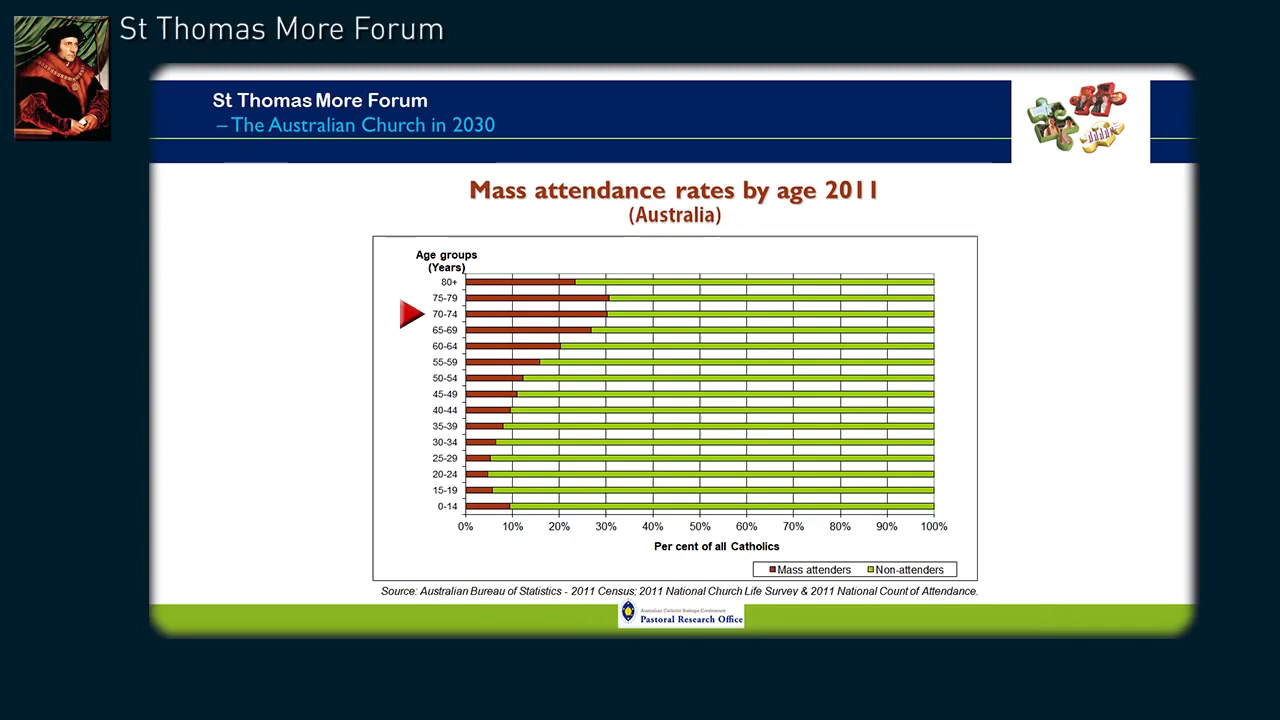 St Thomas More Forum
St Thomas More Forum
– The Australian Church in 2030
Mass attendance rates by age 2011
(Australia)
Age groups
(Years)
80+
75-79
70-74
65-69
60-64
55-59
50-54
45-49
40-44
35-39
30-34
25-29
20-24
15-19
0-14
0% 10% 20% 30% 40% 50% 60% 70% 80% 90% 100%
Per cent of all Catholics
Mass attenders Non-attenders
Source: Australian Bureau of Statistics - 2011 Census; 2011 National Church Life Survey & 2011 National Count of Attendance.
Australian Catholic Bishops Conference
Pastoral Research Office